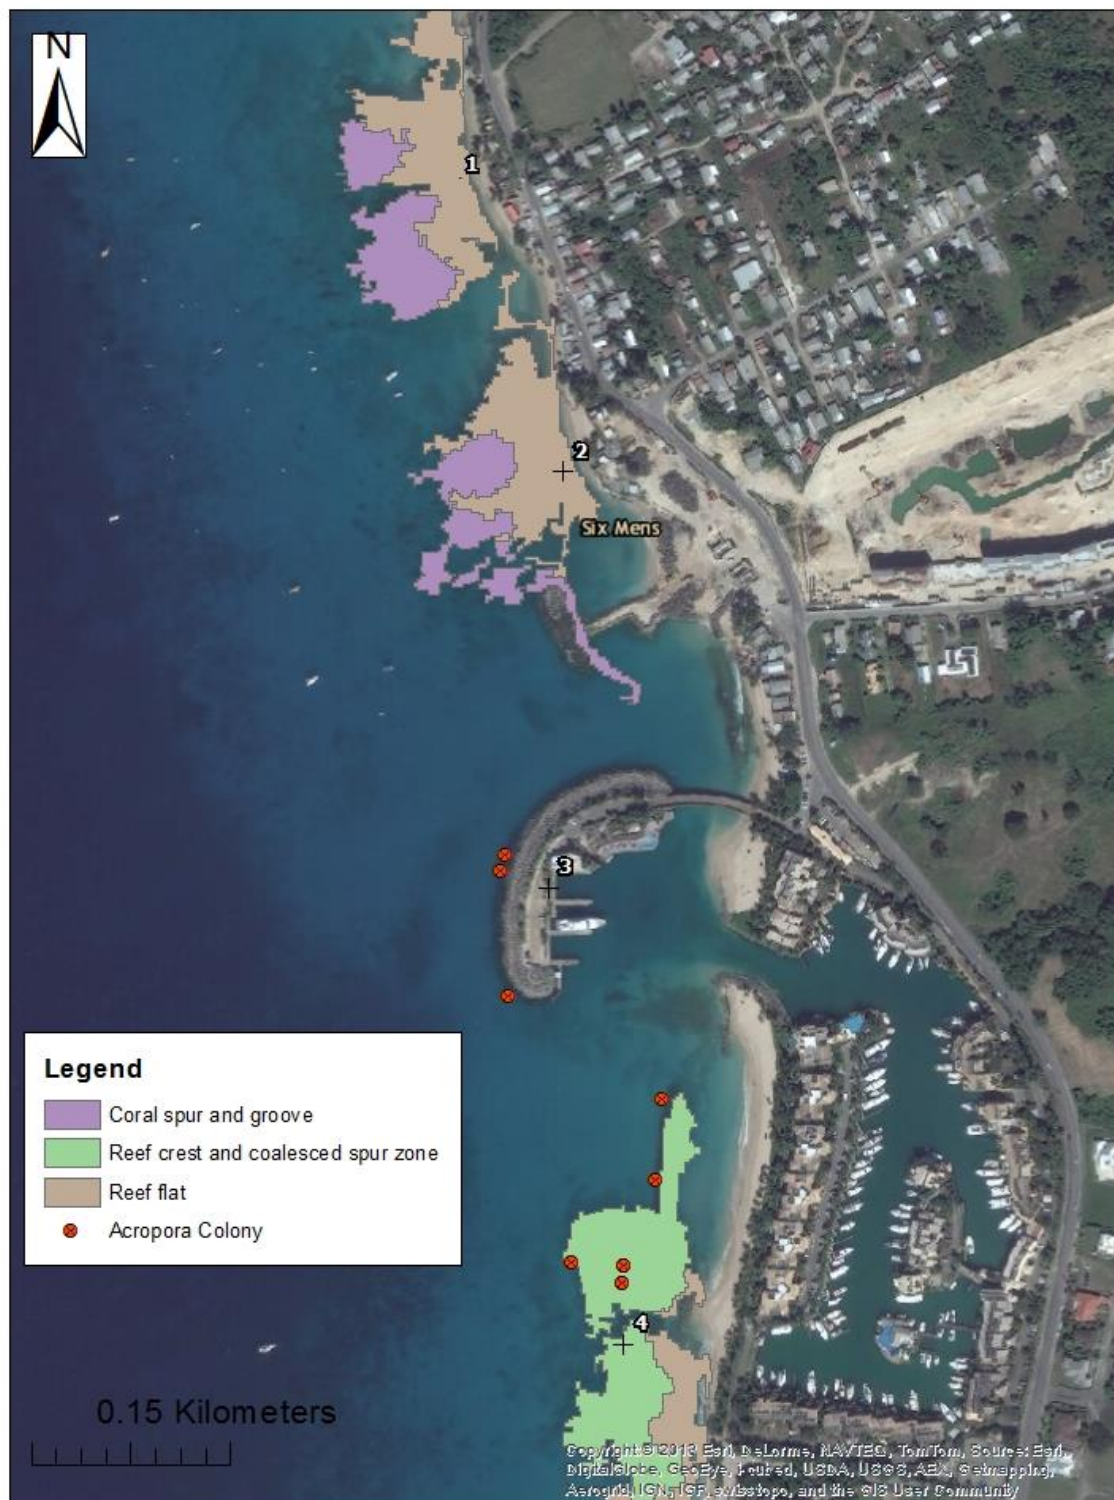 N
1
2
Six Mens
3
4
Legend
Coral spur and groove
Reef crest and coalesced spur zone
Reef flat
Acropora Colony
0.15 Kilometers
Copyright:© 2013 Esri, DeLorme, NAVTEQ, TomTom, Source: Esri,
DigitalGlobe, GeoEye, i-cubed, USDA, USGS, AEX, Getmapping,
Aerogrid, IGN, IGP, swisstopo, and the GIS User Community